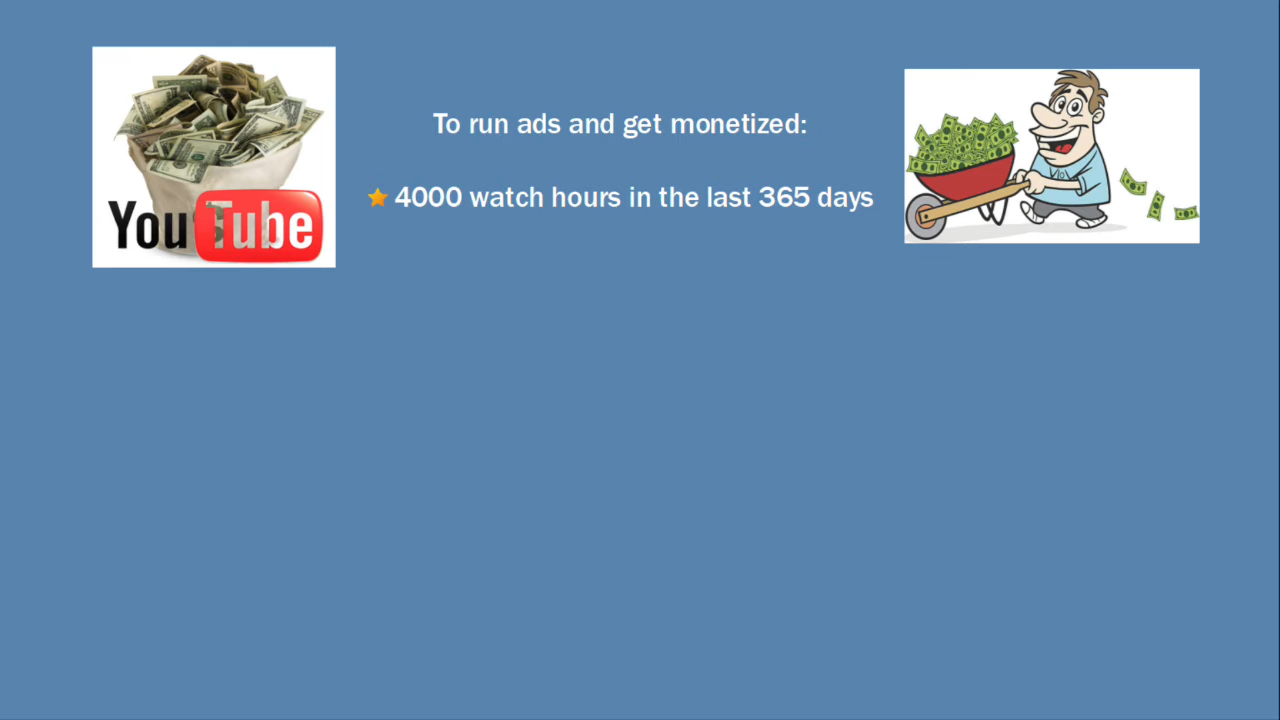 To run ads and get monetized:
4000 watch hours in the last 365 days
YouTube